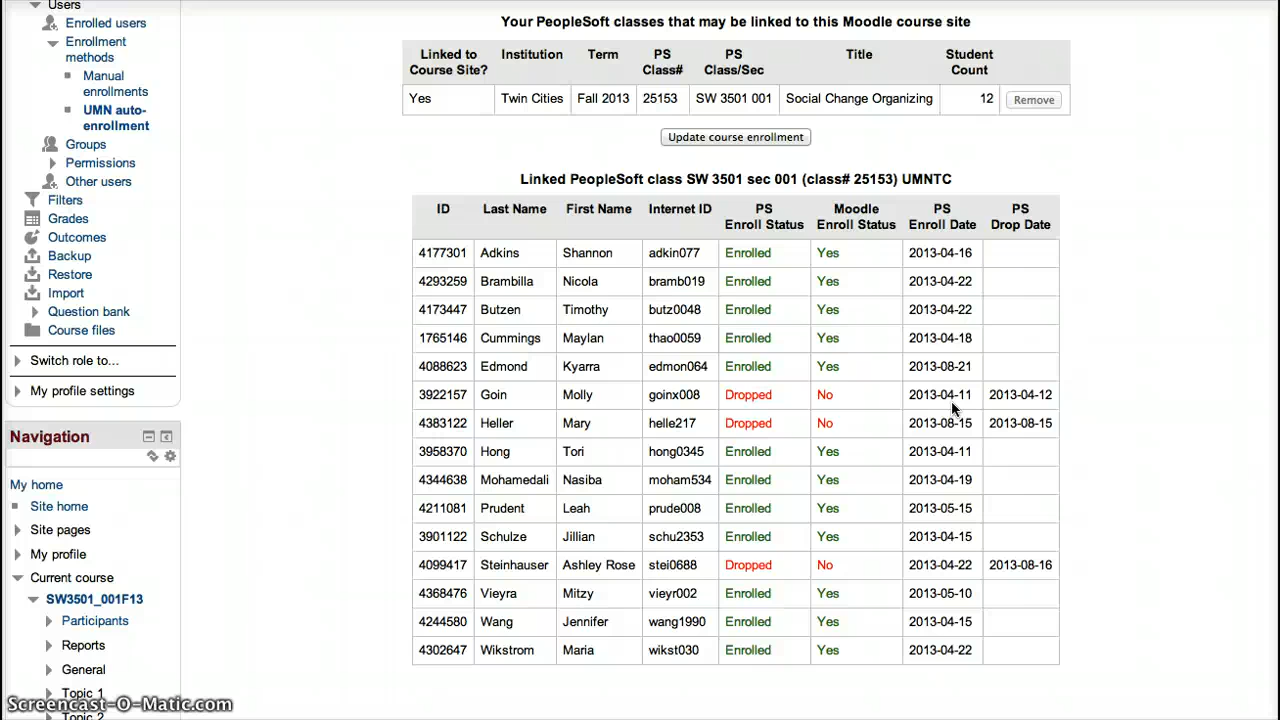 Users
Enrolled users
Enrollment
methods
Manual
enrollments
UMN auto-
enrollment
Groups
Permissions
Other users
Filters
Grades
Outcomes
Backup
Restore
Import
Question bank
Course files
Switch role to...
My profile settings
Navigation
My home
Site home
Site pages
My profile
Current course
SW3501_001F13
Participants
Reports
General
Topic 1
Topic 2
Your PeopleSoft classes that may be linked to this Moodle course site
Linked to Institution Term PS PS Title Student
Course Site? Class# Class/Sec Count
Yes Twin Cities Fall 2013 25153 SW 3501 001 Social Change Organizing 12 Remove
Update course enrollment
Linked PeopleSoft class SW 3501 sec 001 (class# 25153) UMNTC
ID Last Name First Name Internet ID PS Moodle PS PS
Enroll Status Enroll Status Enroll Date Drop Date
4177301 Adkins Shannon adkin077 Enrolled Yes 2013-04-16
4293259 Brambilla Nicola bramb019 Enrolled Yes 2013-04-22
4173447 Butzen Timothy butz0048 Enrolled Yes 2013-04-22
1765146 Cummings Maylan thao0059 Enrolled Yes 2013-04-18
4088623 Edmond Kyarra edmon064 Enrolled Yes 2013-08-21
3922157 Goin Molly goinx008 Dropped No 2013-04-11 2013-04-12
4383122 Heller Mary helle217 Dropped No 2013-08-15 2013-08-15
3958370 Hong Tori hong0345 Enrolled Yes 2013-04-11
4344638 Mohamedali Nasiba moham534 Enrolled Yes 2013-04-19
4211081 Prudent Leah prude008 Enrolled Yes 2013-05-15
3901122 Schulze Jillian schu2353 Enrolled Yes 2013-04-15
4099417 Steinhauser Ashley Rose stei0688 Dropped No 2013-04-22 2013-08-16
4368476 Vieyra Mitzy vieyr002 Enrolled Yes 2013-05-10
4244580 Wang Jennifer wang1990 Enrolled Yes 2013-04-15
4302647 Wikstrom Maria wikst030 Enrolled Yes 2013-04-22
Screencast-O-Matic.com